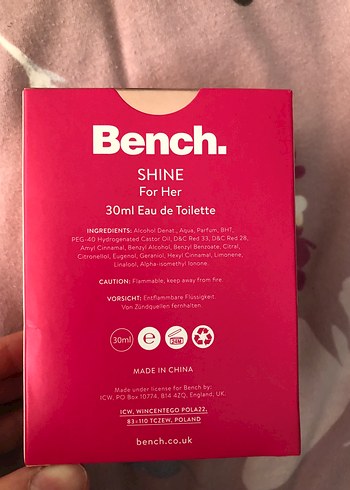 Bench.
SHINE
For Her
30ml Eau de Toilette
INGREDIENTS: Alcohol Denat., Aqua, Parfum, BHT,
PEG-40 Hydrogenated Castor Oil, D&C Red 33, D&C Red 28,
Amyl Cinnamal, Benzyl Alcohol, Benzyl Benzoate, Citral,
Citronellol, Eugenol, Geraniol, Hexyl Cinnamal, Limonene,
Linalool, Alpha-isomethyl Ionone.
CAUTION: Flammable, keep away from fire
VORSICHT: Entflammbare Flüssigkeit.
Von Zündquellen fernhalten.
30ml
e
24M
MADE IN CHINA
Made under license for Bench by:
ICW, PO Box 10774, B14 4ZQ, England, UK.
ICW, WINCENTEGO POLA22,
83-110 TCZEW, POLAND
bench.co.uk